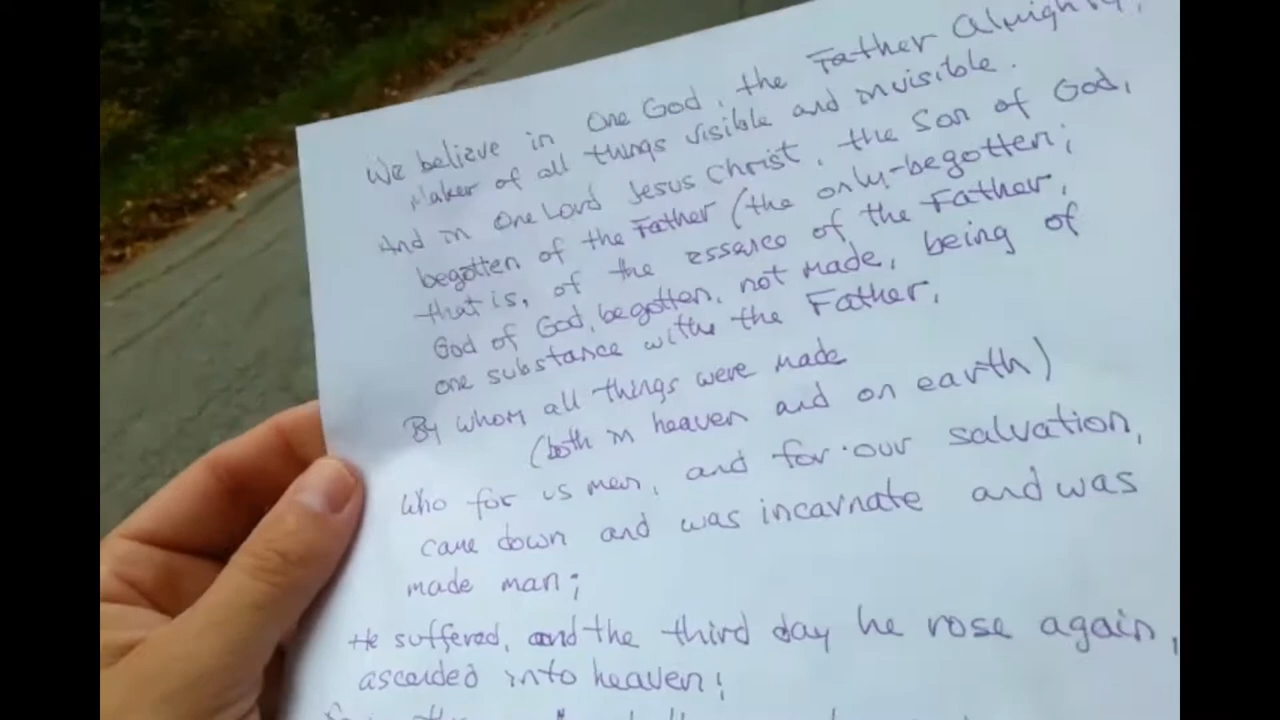 We believe in One God, the Father Almighty,
Maker of all things visible and invisible.
And in one Lord Jesus Christ, the Son of God,
begotten of the Father (the only-begotten;
that is, of the essence of the Father,
God of God, begotten, not made, being of
one substance with the Father,
By whom all things were made
(both in heaven and on earth)
Who for us men, and for our salvation,
came down and was incarnate and was
made man;
He suffered, and the third day he rose again,
ascended into heaven;